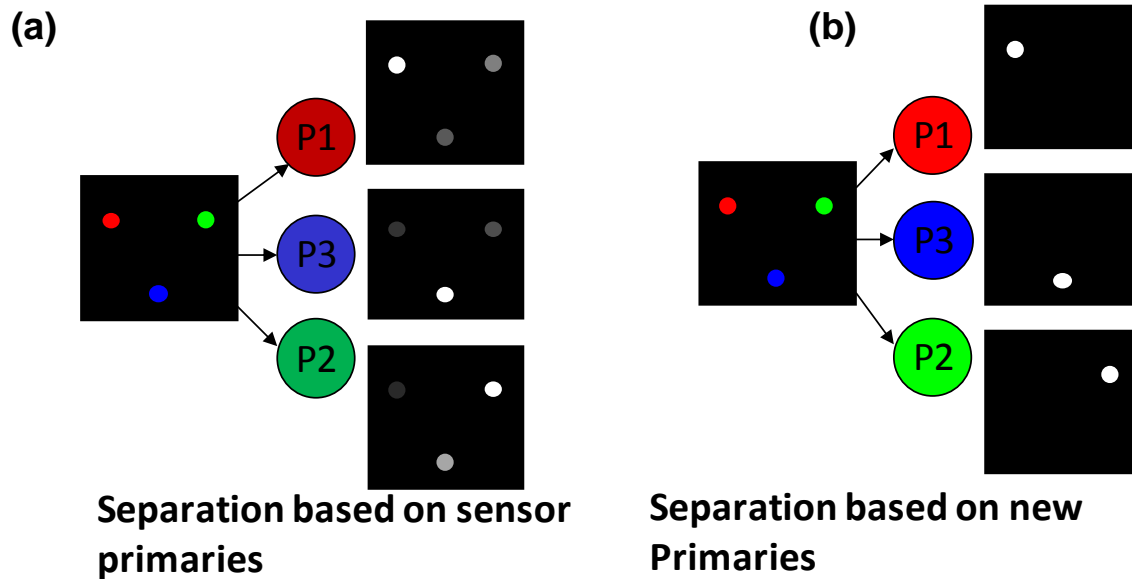 (a)
P1
P3
P2
Separation based on sensor
primaries
(b)
P1
P3
P2
Separation based on new
Primaries